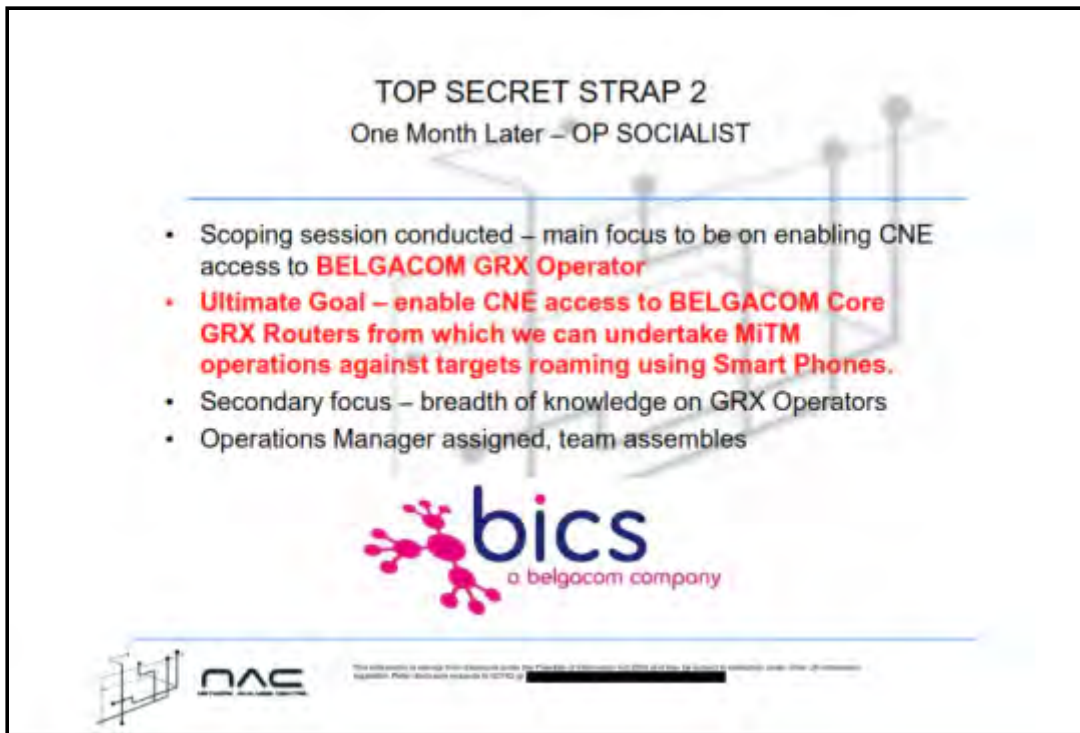 TOP SECRET STRAP 2
One Month Later – OP SOCIALIST
• Scoping session conducted – main focus to be on enabling CNE
access to BELGACOM GRX Operator
• Ultimate Goal – enable CNE access to BELGACOM Core
GRX Routers from which we can undertake MiTM
operations against targets roaming using Smart Phones.
• Secondary focus – breadth of knowledge on GRX Operators
• Operations Manager assigned, team assembles
bics
a belgacom company
NAC
NETWORK ANALYSIS CENTRE